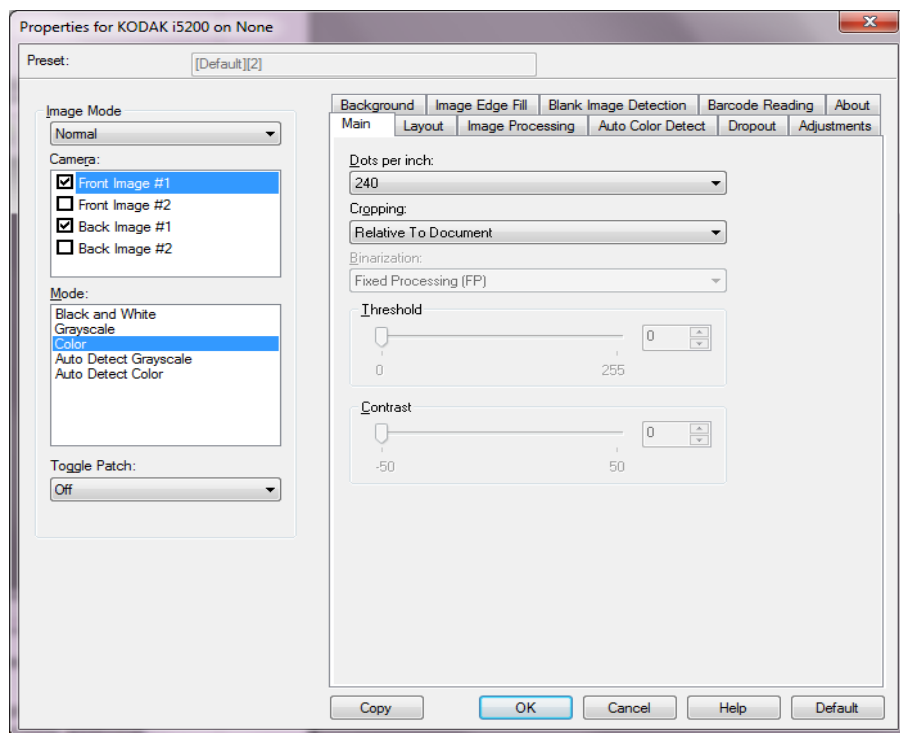 Properties for KODAK i5200 on None
x
Preset:
[Default][2]
Image Mode
Normal
Camera:
Front Image #1
Front Image #2
Back Image #1
Back Image #2
Mode:
Black and White
Grayscale
Color
Auto Detect Grayscale
Auto Detect Color
Toggle Patch:
Off
Background Image Edge Fill Blank Image Detection Barcode Reading About
Main Layout Image Processing Auto Color Detect Dropout Adjustments
Dots per inch:
240
Cropping:
Relative To Document
Binarization:
Fixed Processing (FP)
Threshold
0
0 255
Contrast
0
-50 50
Copy OK Cancel Help Default